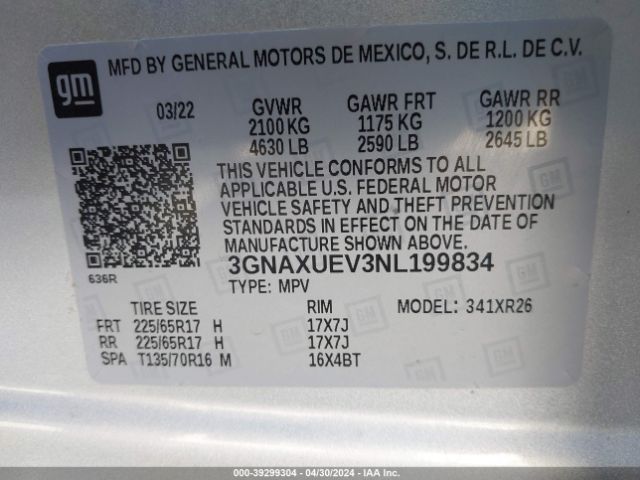 gm
MFD BY GENERAL MOTORS DE MEXICO, S. DE R.L. DE C.V.
03/22 GVWR GAWR FRT GAWR RR
2100 KG 1175 KG 1200 KG
4630 LB 2590 LB 2645 LB
THIS VEHICLE CONFORMS TO ALL
APPLICABLE U.S. FEDERAL MOTOR
VEHICLE SAFETY AND THEFT PREVENTION
STANDARDS IN EFFECT ON THE DATE OF
MANUFACTURE SHOWN ABOVE.
636R
3GNAXUEV3NL199834
TYPE: MPV
TIRE SIZE RIM MODEL: 341XR26
FRT 225/65R17 H 17X7J
RR 225/65R17 H 17X7J
SPA T135/70R16 M 16X4BT
000-39299304 / 04/30/2024 - IAA Inc.